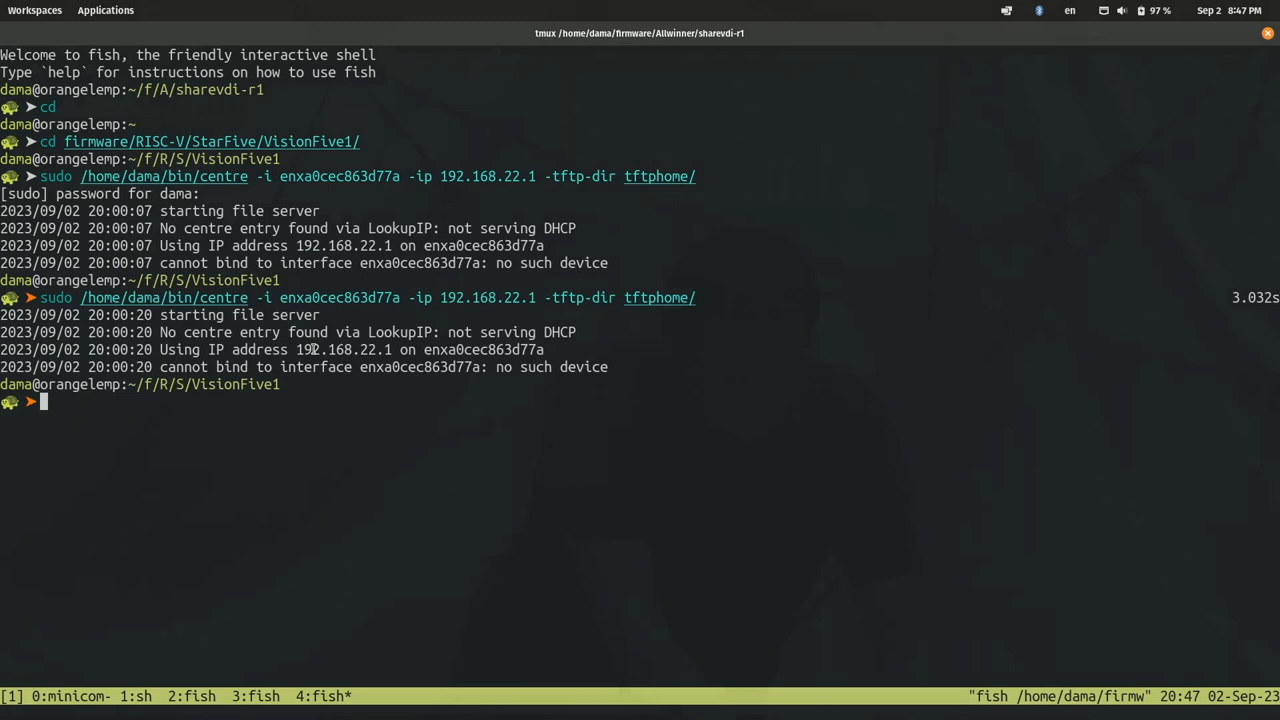 Workspaces Applications en 97 % Sep 2 8:47 PM
tmux /home/dama/firmware/Allwinner/sharevdi-r1
Welcome to fish, the friendly interactive shell
Type `help` for instructions on how to use fish
dama@orangelemp:~/f/A/sharevdi-r1
➤ cd
dama@orangelemp:~
➤ cd firmware/RISC-V/StarFive/VisionFive1/
dama@orangelemp:~/f/R/S/VisionFive1
➤ sudo /home/dama/bin/centre -i enxa0cec863d77a -ip 192.168.22.1 -tftp-dir tftphome/
[sudo] password for dama:
2023/09/02 20:00:07 starting file server
2023/09/02 20:00:07 No centre entry found via LookupIP: not serving DHCP
2023/09/02 20:00:07 Using IP address 192.168.22.1 on enxa0cec863d77a
2023/09/02 20:00:07 cannot bind to interface enxa0cec863d77a: no such device
dama@orangelemp:~/f/R/S/VisionFive1
➤ sudo /home/dama/bin/centre -i enxa0cec863d77a -ip 192.168.22.1 -tftp-dir tftphome/ 3.032s
2023/09/02 20:00:20 starting file server
2023/09/02 20:00:20 No centre entry found via LookupIP: not serving DHCP
2023/09/02 20:00:20 Using IP address 192.168.22.1 on enxa0cec863d77a
2023/09/02 20:00:20 cannot bind to interface enxa0cec863d77a: no such device
dama@orangelemp:~/f/R/S/VisionFive1
➤
[1] 0:minicom- 1:sh 2:fish 3:fish 4:fish* "fish /home/dama/firmw" 20:47 02-Sep-23